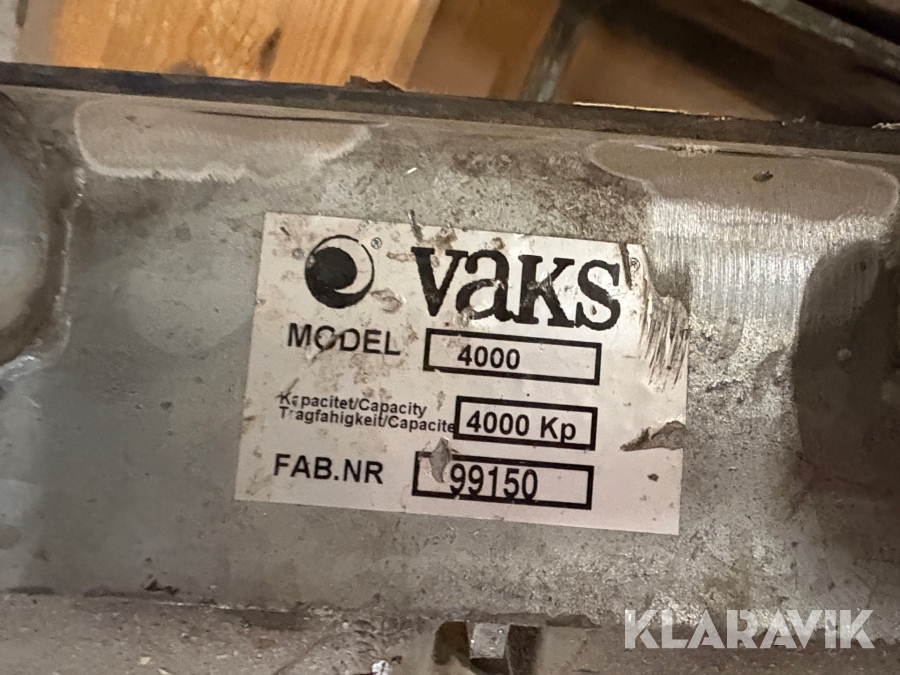 ® vaks®
MODEL 4000
Kapacitet/Capacity
Tragfahigkeit/Capacite 4000 Kp
FAB.NR 99150
KLARAVIK